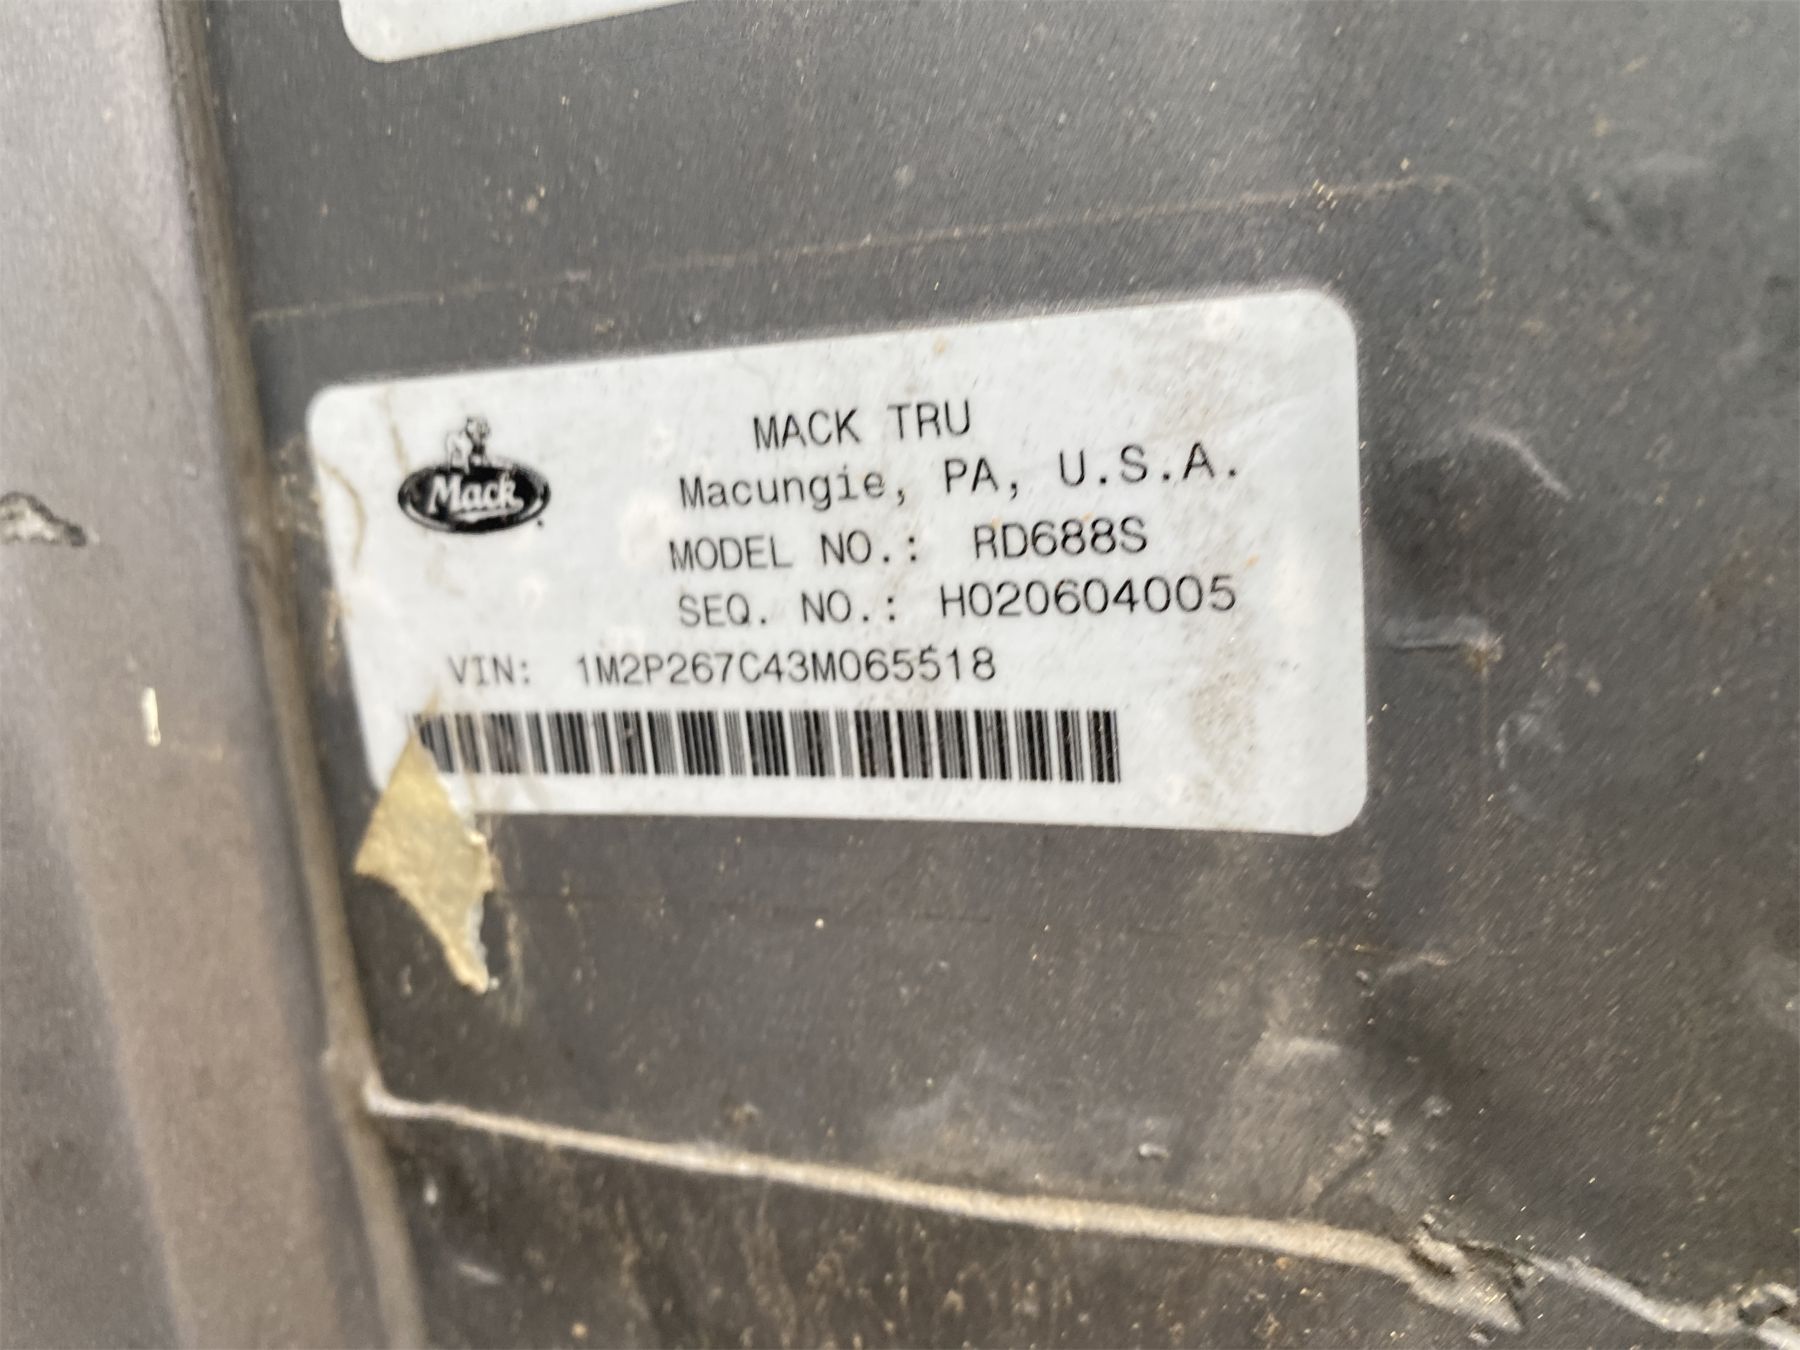 Mack
MACK TRU
Macungie, PA, U.S.A.
MODEL NO.: RD688S
SEQ. NO.: H020604005
VIN: 1M2P267C43M065518